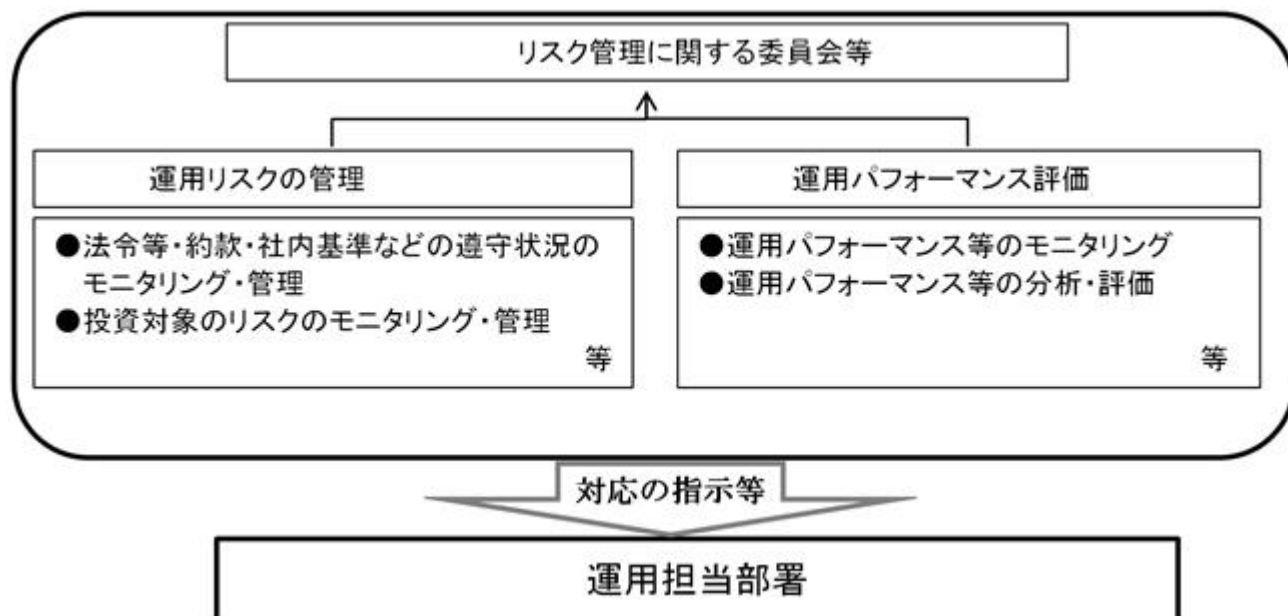 リスク管理に関する委員会等
運用リスクの管理
●法令等・約款・社内基準などの遵守状況の
モニタリング・管理
●投資対象のリスクのモニタリング・管理
等
運用パフォーマンス評価
●運用パフォーマンス等のモニタリング
●運用パフォーマンス等の分析・評価
等
対応の指示等
運用担当部署